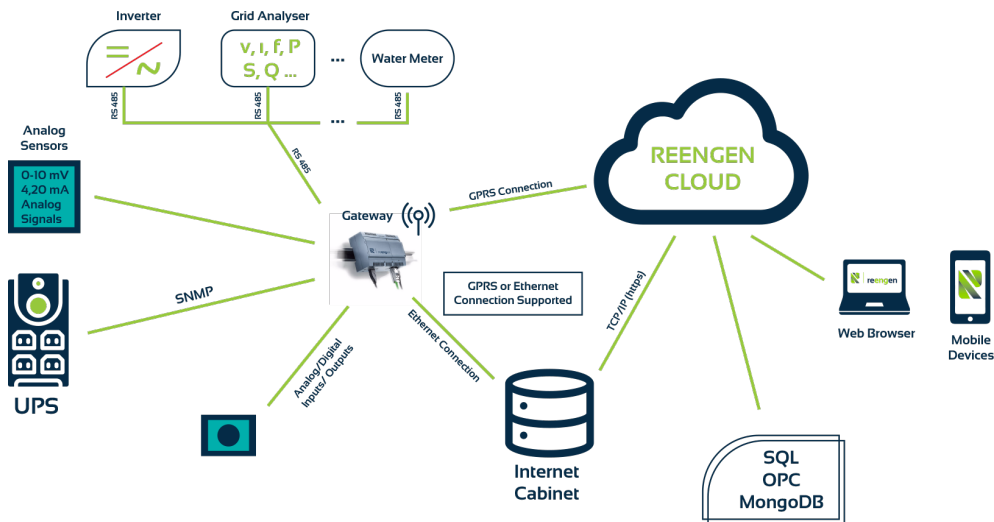 Inverter
Grid Analyser
v, ı, f, P
S, Q ...
...
Water Meter
RS 485
RS 485
RS 485
...
RS 485
Analog
Sensors
0-10 mV
4,20 mA
Analog
Signals
Gateway
GPRS Connection
REENGEN
CLOUD
SNMP
UPS
GPRS or Ethernet
Connection Supported
Analog/Digital
Inputs/ Outputs
Ethernet Connection
TCP/IP (https)
Internet
Cabinet
reengen
Web Browser
Mobile
Devices
SQL
OPC
MongoDB